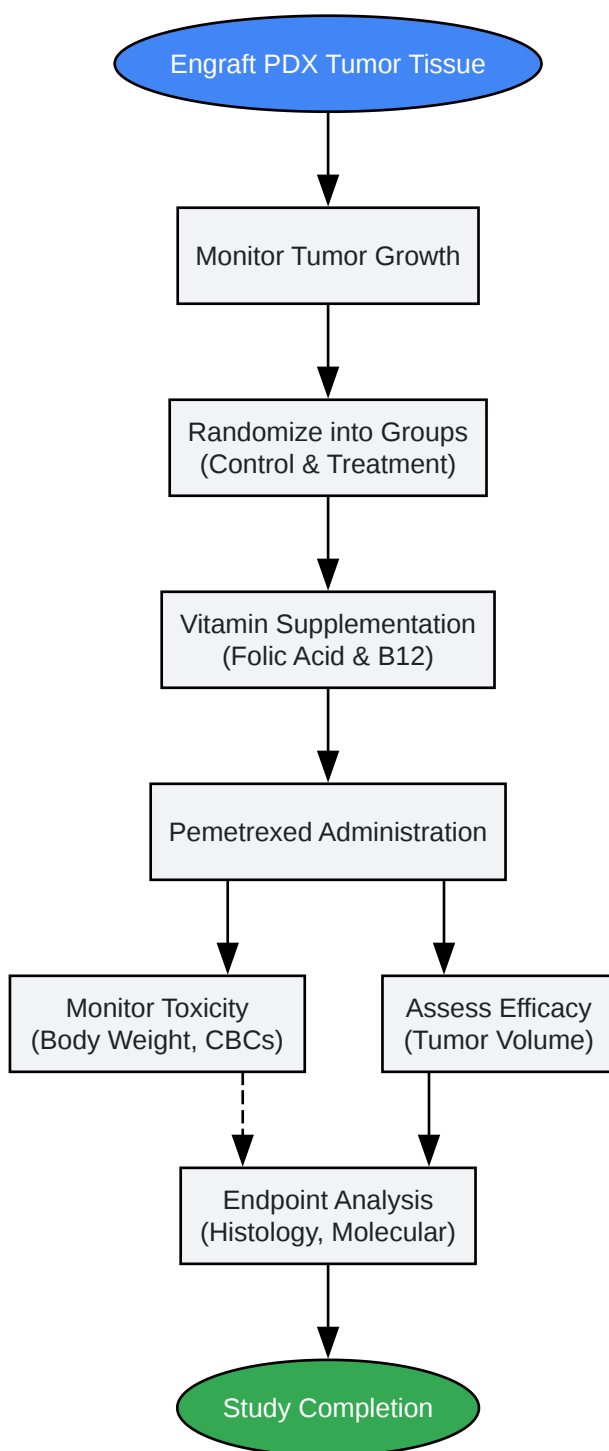 Engraft PDX Tumor Tissue
Monitor Tumor Growth
Randomize into Groups
(Control & Treatment)
Vitamin Supplementation
(Folic Acid & B12)
Pemetrexed Administration
Monitor Toxicity
(Body Weight, CBCs)
Assess Efficacy
(Tumor Volume)
Endpoint Analysis
(Histology, Molecular)
Study Completion